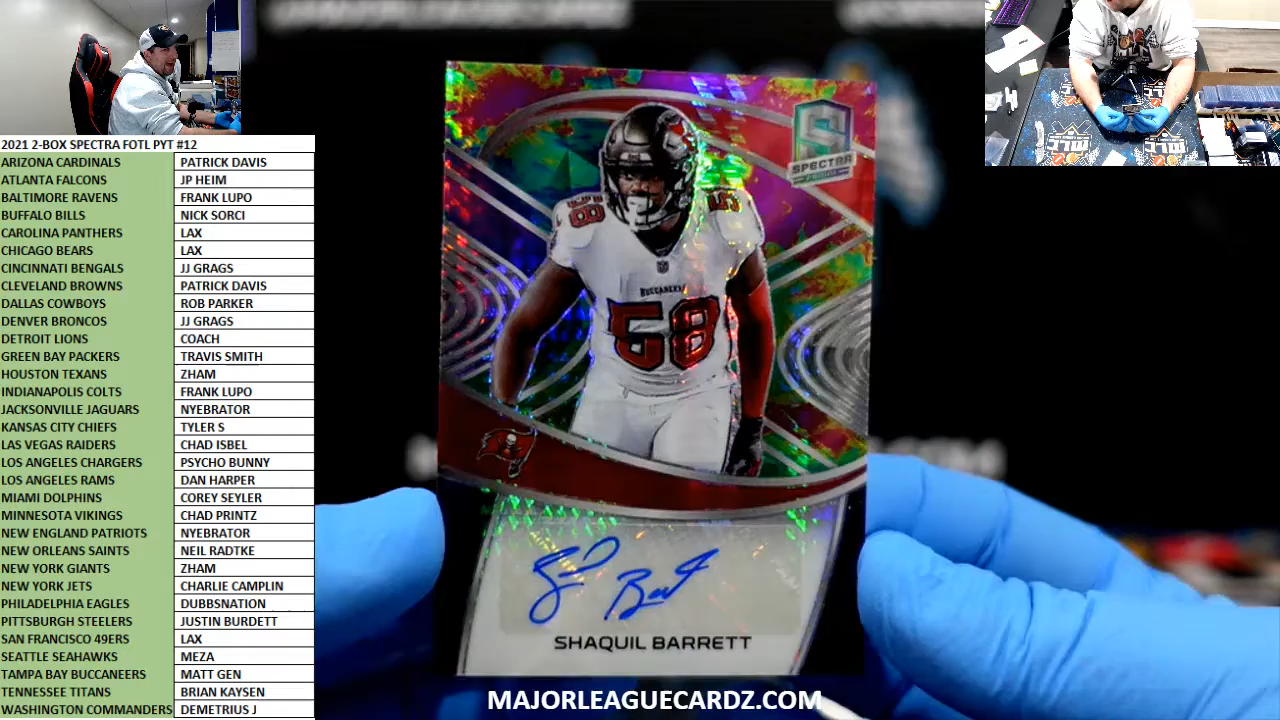 2021 2-BOX SPECTRA FOTL PYT #12
ARIZONA CARDINALS PATRICK DAVIS
ATLANTA FALCONS JP HEIM
BALTIMORE RAVENS FRANK LUPO
BUFFALO BILLS NICK SORCI
CAROLINA PANTHERS LAX
CHICAGO BEARS LAX
CINCINNATI BENGALS JJ GRAGS
CLEVELAND BROWNS PATRICK DAVIS
DALLAS COWBOYS ROB PARKER
DENVER BRONCOS JJ GRAGS
DETROIT LIONS COACH
GREEN BAY PACKERS TRAVIS SMITH
HOUSTON TEXANS ZHAM
INDIANAPOLIS COLTS FRANK LUPO
JACKSONVILLE JAGUARS NYEBRATOR
KANSAS CITY CHIEFS TYLER S
LAS VEGAS RAIDERS CHAD ISBEL
LOS ANGELES CHARGERS PSYCHO BUNNY
LOS ANGELES RAMS DAN HARPER
MIAMI DOLPHINS COREY SEYLER
MINNESOTA VIKINGS CHAD PRINTZ
NEW ENGLAND PATRIOTS NYEBRATOR
NEW ORLEANS SAINTS NEIL RADTKE
NEW YORK GIANTS ZHAM
NEW YORK JETS CHARLIE CAMPLIN
PHILADELPHIA EAGLES DUBBSNATION
PITTSBURGH STEELERS JUSTIN BURDETT
SAN FRANCISCO 49ERS LAX
SEATTLE SEAHAWKS MEZA
TAMPA BAY BUCCANEERS MATT GEN
TENNESSEE TITANS BRIAN KAYSEN
WASHINGTON COMMANDERS DEMETRIUS J
S
SPECTRA
58
BUCCANEERS
58
SHAQUIL BARRETT
MAJORLEAGUECARDZ.COM